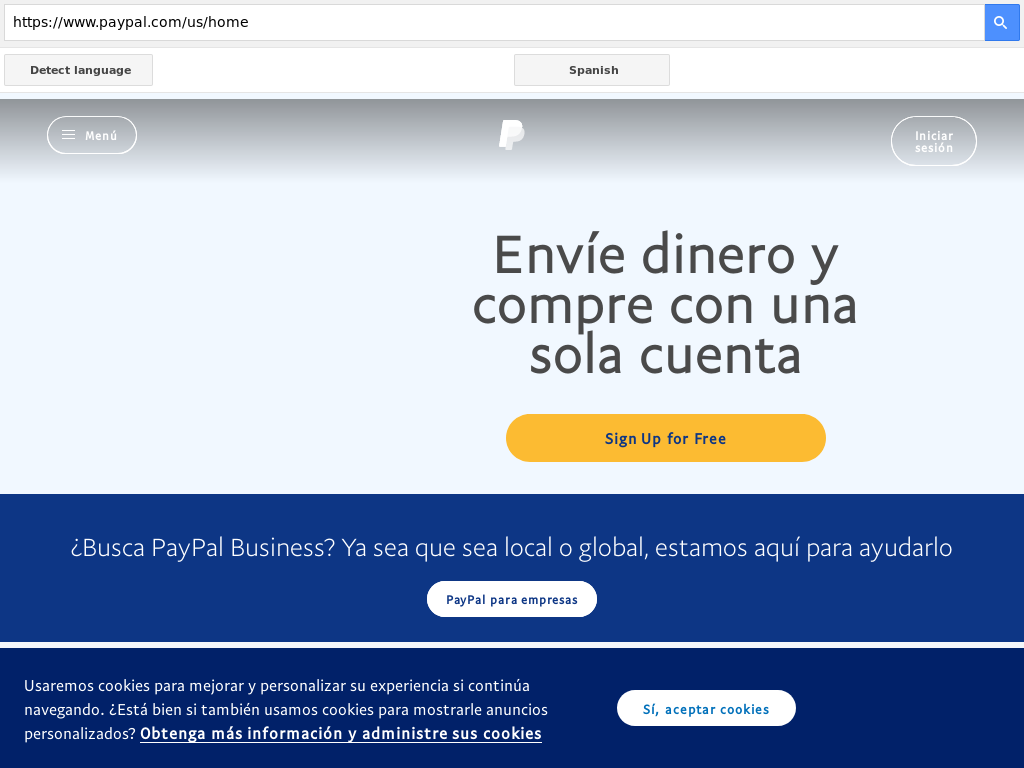 https://www.paypal.com/us/home
Detect language
Spanish
Menú
Iniciar
sesión
Envíe dinero y
compre con una
sola cuenta
Sign Up for Free
¿Busca PayPal Business? Ya sea que sea local o global, estamos aquí para ayudarlo
PayPal para empresas
Usaremos cookies para mejorar y personalizar su experiencia si continúa
navegando. ¿Está bien si también usamos cookies para mostrarle anuncios
personalizados? Obtenga más información y administre sus cookies
Sí, aceptar cookies